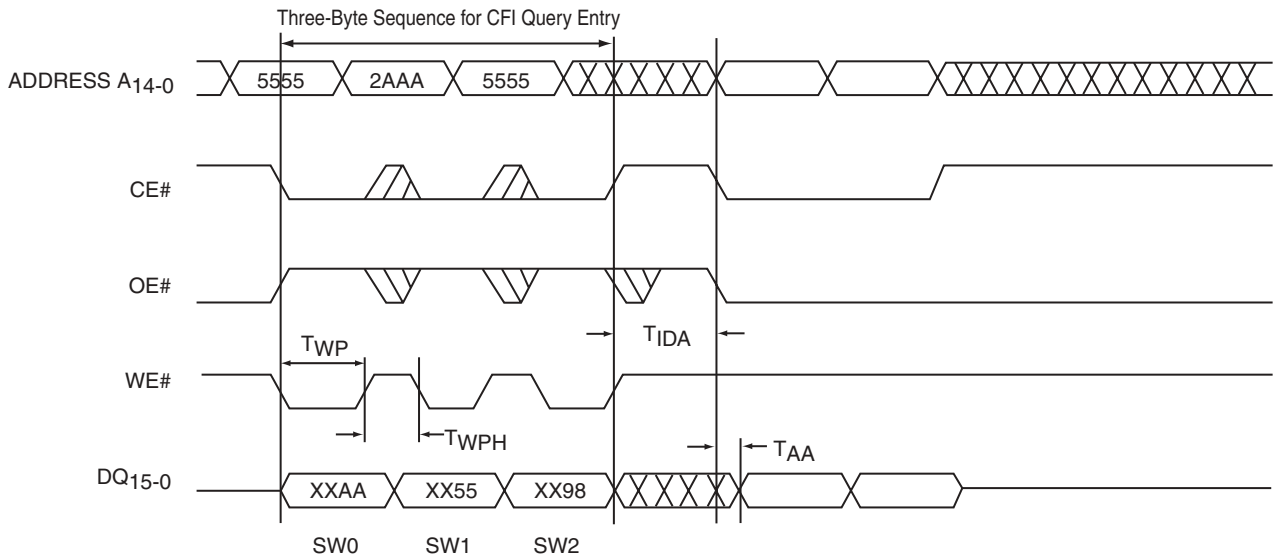 Three-Byte Sequence for CFI Query Entry
ADDRESS A14-0
5555 2AAA 5555
CE#
OE#
TIDA
TWP
WE#
TWPH
TAA
DQ15-0
XXAA XX55 XX98
SW0 SW1 SW2